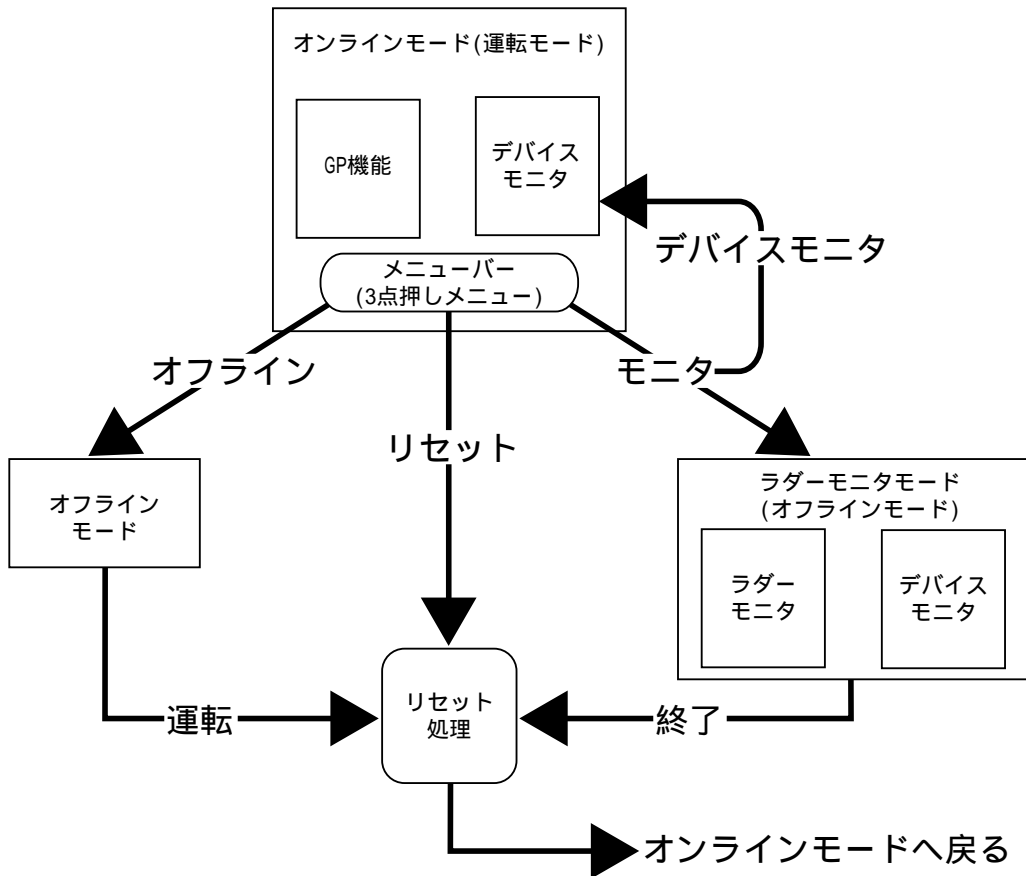 オンラインモード(運転モード)
GP機能
デバイス
モニタ
デバイスモニタ
メニューバー
(3点押しメニュー)
オフライン
モニタ
リセット
オフライン
モード
ラダーモニタモード
(オフラインモード)
ラダー
モニタ
デバイス
モニタ
運転
リセット
処理
終了
オンラインモードへ戻る